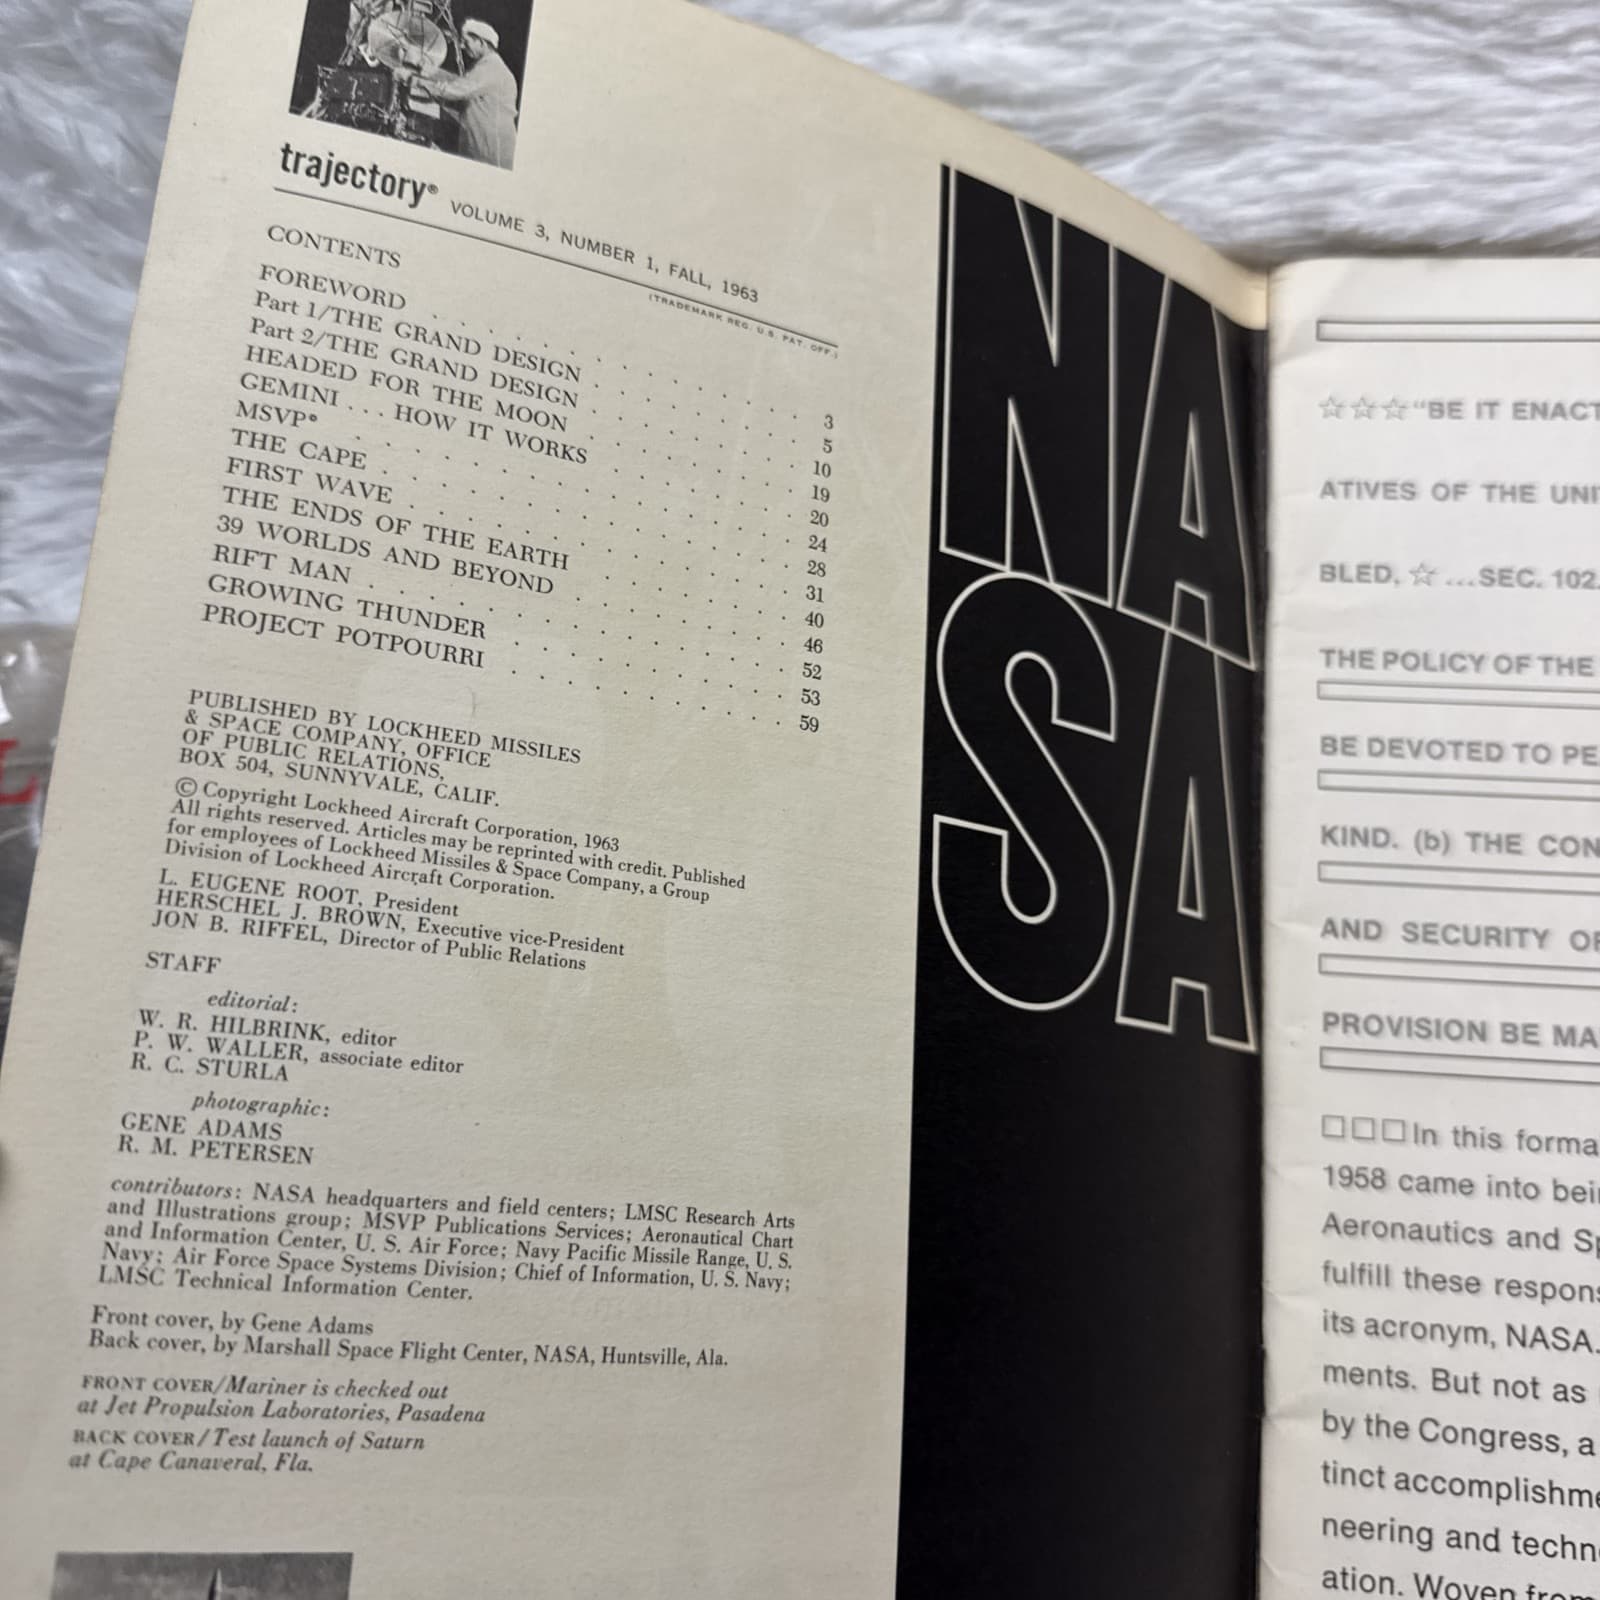 trajectory® VOLUME 3, NUMBER 1, FALL, 1963
(TRADEMARK REG. U.S. PAT. OFF.)
CONTENTS
FOREWORD . . . . . . . . . . . . . . 3
Part 1/THE GRAND DESIGN . . . . . . . . 5
Part 2/THE GRAND DESIGN . . . . . . . . 10
HEADED FOR THE MOON . . . . . . . . 19
GEMINI . . . HOW IT WORKS . . . . . . . . 20
MSVP® . . . . . . . . . . . . . . 24
THE CAPE . . . . . . . . . . . . . . 28
FIRST WAVE . . . . . . . . . . . . . . 31
THE ENDS OF THE EARTH . . . . . . . . 40
39 WORLDS AND BEYOND . . . . . . . . 46
RIFT MAN . . . . . . . . . . . . . . 52
GROWING THUNDER . . . . . . . . . . 53
PROJECT POTPOURRI . . . . . . . . . . 59
PUBLISHED BY LOCKHEED MISSILES
& SPACE COMPANY, OFFICE
OF PUBLIC RELATIONS,
BOX 504, SUNNYVALE, CALIF.
© Copyright Lockheed Aircraft Corporation, 1963
All rights reserved. Articles may be reprinted with credit. Published
for employees of Lockheed Missiles & Space Company, a Group
Division of Lockheed Aircraft Corporation.
L. EUGENE ROOT, President
HERSCHEL J. BROWN, Executive vice-President
JON B. RIFFEL, Director of Public Relations
STAFF
editorial:
W. R. HILBRINK, editor
P. W. WALLER, associate editor
R. C. STURLA
photographic:
GENE ADAMS
R. M. PETERSEN
contributors: NASA headquarters and field centers; LMSC Research Arts
and Illustrations group; MSVP Publications Services; Aeronautical Chart
and Information Center, U. S. Air Force; Navy Pacific Missile Range, U. S.
Navy; Air Force Space Systems Division; Chief of Information, U. S. Navy;
LMSC Technical Information Center.
Front cover, by Gene Adams
Back cover, by Marshall Space Flight Center, NASA, Huntsville, Ala.
FRONT COVER/Mariner is checked out
at Jet Propulsion Laboratories, Pasadena
BACK COVER/Test launch of Saturn
at Cape Canaveral, Fla.
NA
SA
☆☆☆"BE IT ENACT
ATIVES OF THE UNI
BLED, ☆ ...SEC. 102.
THE POLICY OF THE
BE DEVOTED TO PE
KIND. (b) THE CON
AND SECURITY OF
PROVISION BE MA
□□□In this forma
1958 came into bein
Aeronautics and Sp
fulfill these respons
its acronym, NASA.
ments. But not as
by the Congress, a
tinct accomplishme
neering and techn
ation. Woven from
L